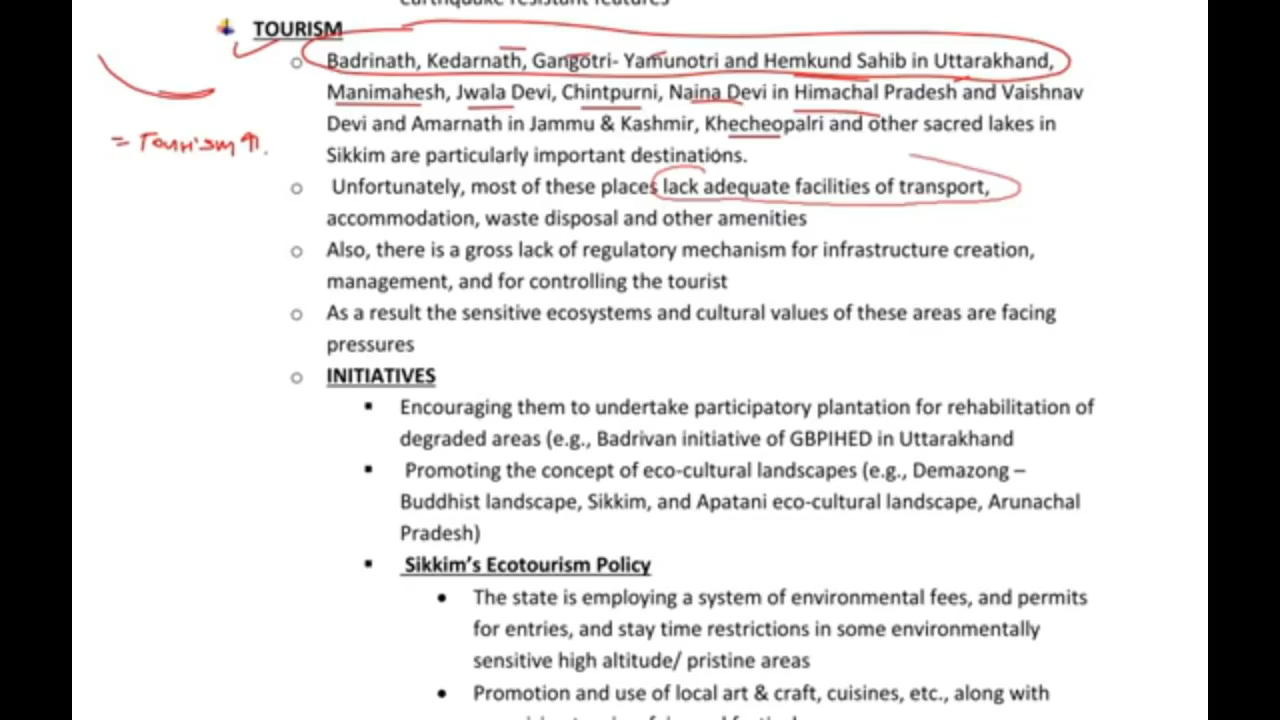 earthquake resistant features
TOURISM
Badrinath, Kedarnath, Gangotri- Yamunotri and Hemkund Sahib in Uttarakhand,
Manimahesh, Jwala Devi, Chintpurni, Naina Devi in Himachal Pradesh and Vaishnav
= Tourism ⇑.
Devi and Amarnath in Jammu & Kashmir, Khecheopalri and other sacred lakes in
Sikkim are particularly important destinations.
Unfortunately, most of these places lack adequate facilities of transport,
accommodation, waste disposal and other amenities
Also, there is a gross lack of regulatory mechanism for infrastructure creation,
management, and for controlling the tourist
As a result the sensitive ecosystems and cultural values of these areas are facing
pressures
INITIATIVES
Encouraging them to undertake participatory plantation for rehabilitation of
degraded areas (e.g., Badrivan initiative of GBPIHED in Uttarakhand
Promoting the concept of eco-cultural landscapes (e.g., Demazong –
Buddhist landscape, Sikkim, and Apatani eco-cultural landscape, Arunachal
Pradesh)
Sikkim's Ecotourism Policy
The state is employing a system of environmental fees, and permits
for entries, and stay time restrictions in some environmentally
sensitive high altitude/ pristine areas
Promotion and use of local art & craft, cuisines, etc., along with